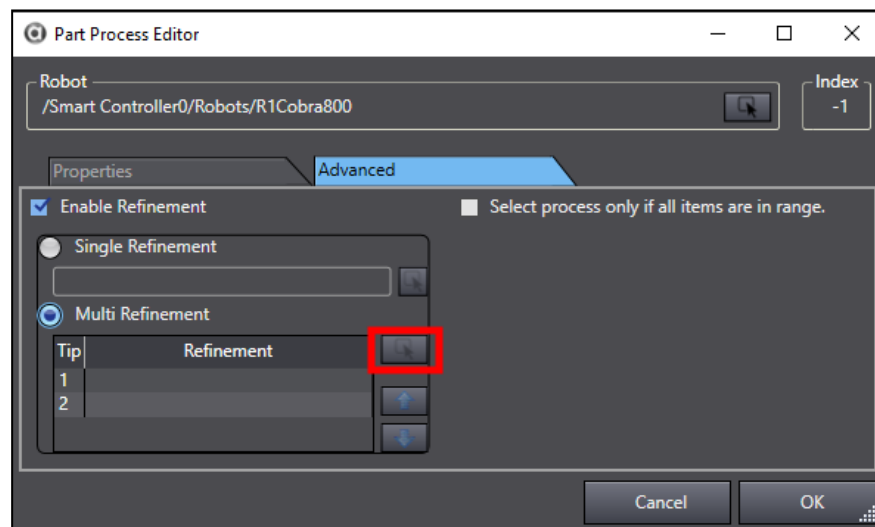 Part Process Editor
Robot
/Smart Controller0/Robots/R1Cobra800
Index
-1
Properties
Advanced
Enable Refinement
Select process only if all items are in range.
Single Refinement
Multi Refinement
Tip Refinement
1
2
Cancel
OK